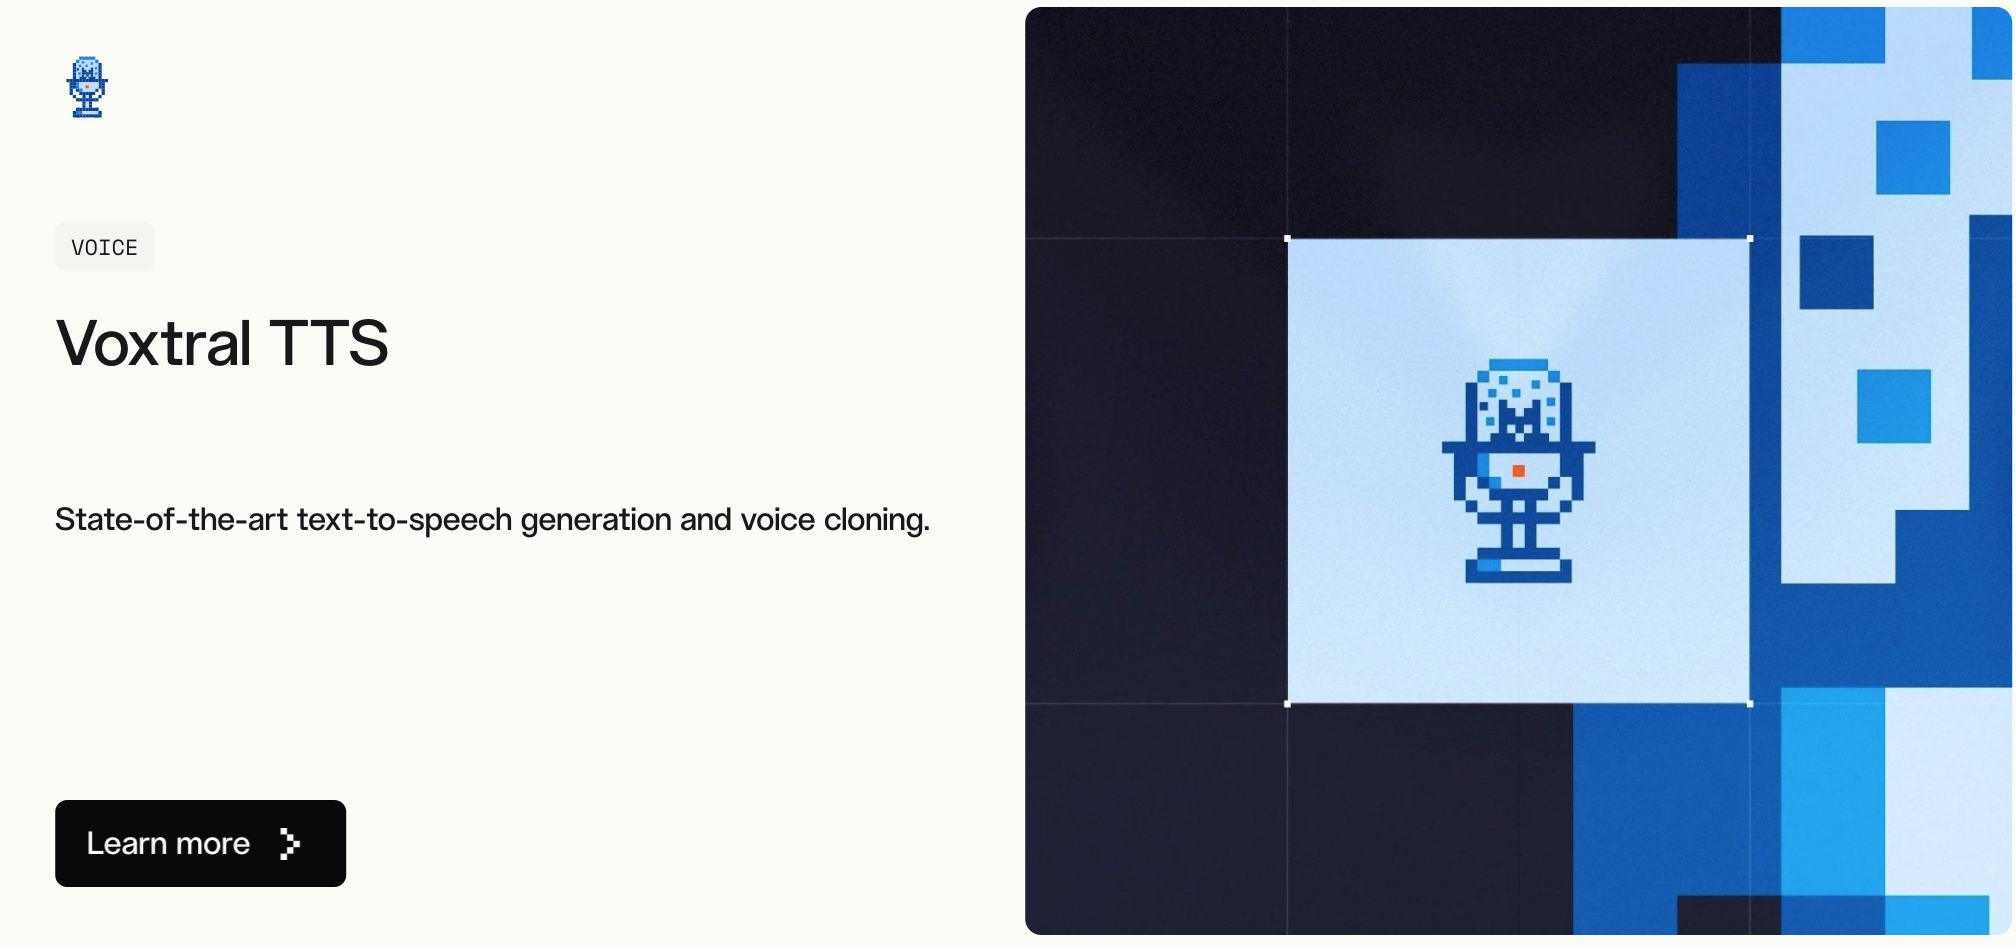 VOICE
Voxtral TTS
State-of-the-art text-to-speech generation and voice cloning.
Learn more